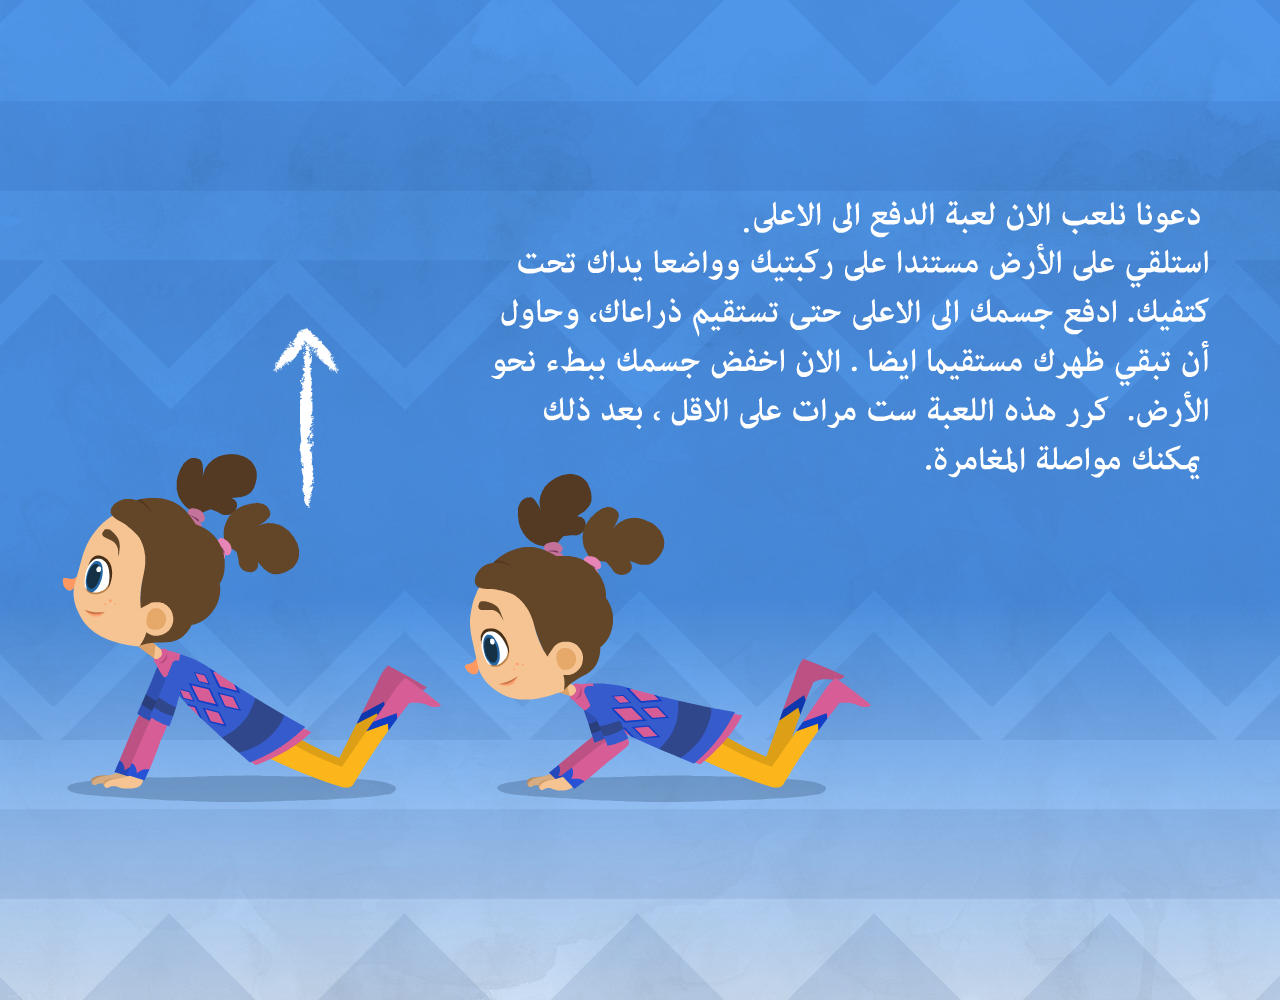 دعونا نلعب الان لعبة الدفع الى الاعلى.
استلقي على الأرض مستندا على ركبتيك وواضعا يداك تحت
كتفيك. ادفع جسمك الى الاعلى حتى تستقيم ذراعاك، وحاول
أن تبقي ظهرك مستقيما ايضا . الان اخفض جسمك ببطء نحو
الأرض. كرر هذه اللعبة ست مرات على الاقل ، بعد ذلك
يمكنك مواصلة المغامرة.